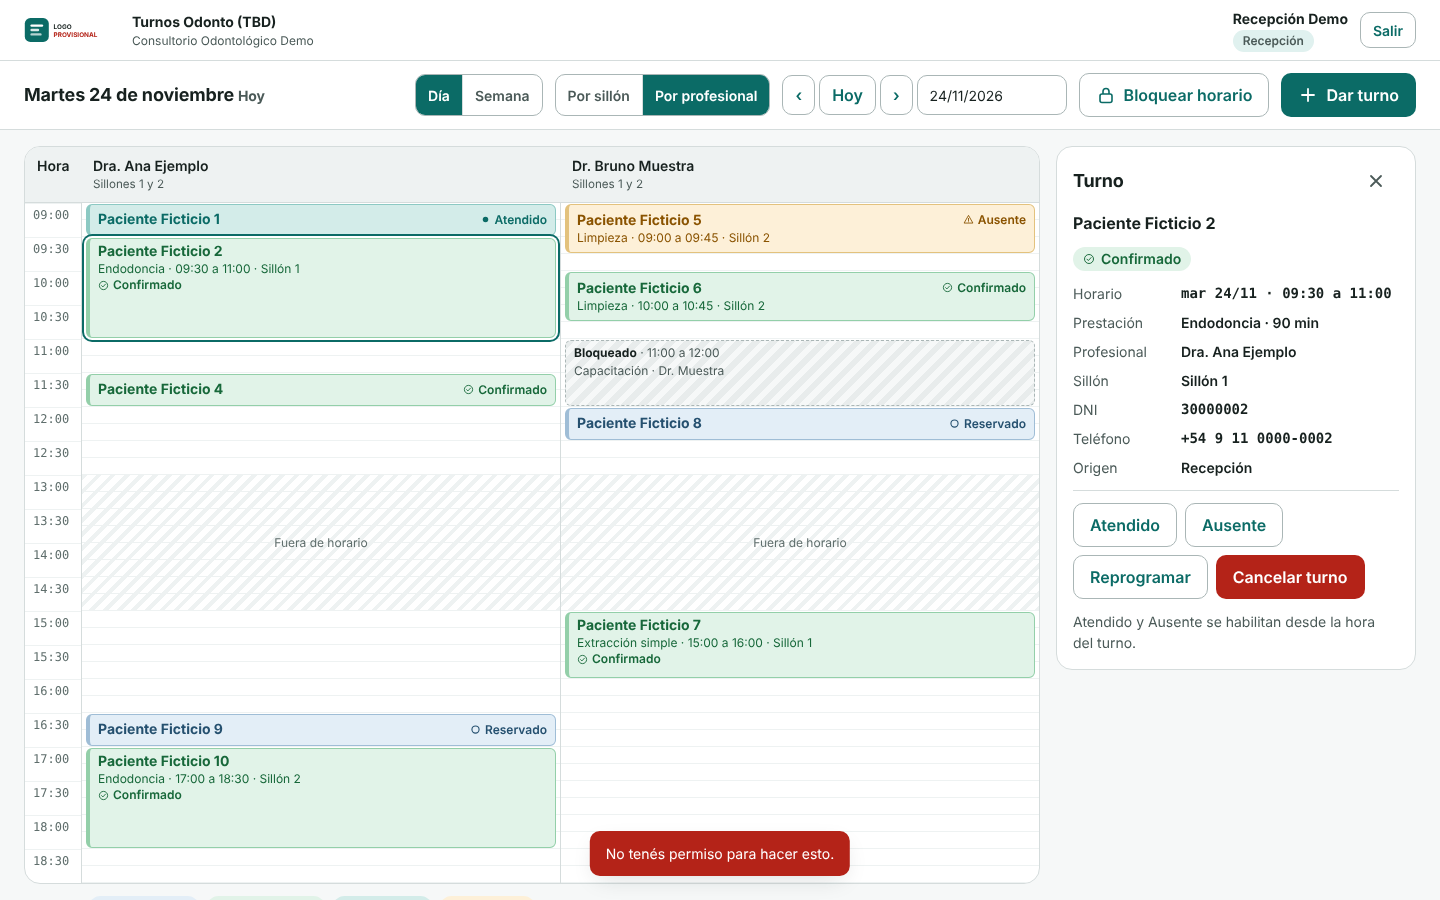 LOGO
PROVISIONAL
Turnos Odonto (TBD)
Consultorio Odontológico Demo
Recepción Demo
Recepción
Salir
Martes 24 de noviembre Hoy
Día
Semana
Por sillón
Por profesional
‹
Hoy
›
24/11/2026
Bloquear horario
+ Dar turno
Hora
Dra. Ana Ejemplo
Sillones 1 y 2
Dr. Bruno Muestra
Sillones 1 y 2
09:00
09:30
10:00
10:30
11:00
11:30
12:00
12:30
13:00
13:30
14:00
14:30
15:00
15:30
16:00
16:30
17:00
17:30
18:00
18:30
Paciente Ficticio 1
Atendido
Paciente Ficticio 2
Endodoncia · 09:30 a 11:00 · Sillón 1
Confirmado
Paciente Ficticio 4
Confirmado
Fuera de horario
Paciente Ficticio 9
Reservado
Paciente Ficticio 10
Endodoncia · 17:00 a 18:30 · Sillón 2
Confirmado
Paciente Ficticio 5
Ausente
Limpieza · 09:00 a 09:45 · Sillón 2
Paciente Ficticio 6
Confirmado
Limpieza · 10:00 a 10:45 · Sillón 2
Bloqueado · 11:00 a 12:00
Capacitación · Dr. Muestra
Paciente Ficticio 8
Reservado
Fuera de horario
Paciente Ficticio 7
Extracción simple · 15:00 a 16:00 · Sillón 1
Confirmado
No tenés permiso para hacer esto.
Turno
Paciente Ficticio 2
Confirmado
Horario mar 24/11 · 09:30 a 11:00
Prestación Endodoncia · 90 min
Profesional Dra. Ana Ejemplo
Sillón Sillón 1
DNI 30000002
Teléfono +54 9 11 0000-0002
Origen Recepción
Atendido
Ausente
Reprogramar
Cancelar turno
Atendido y Ausente se habilitan desde la hora
del turno.